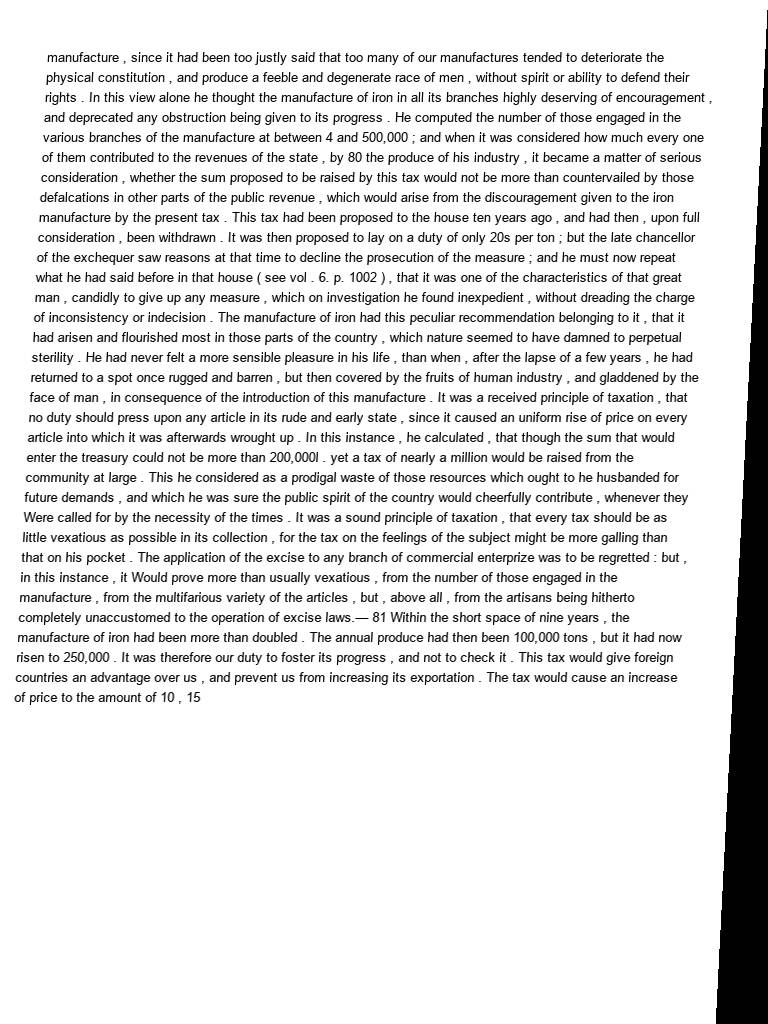 manufacture , since it had been too justly said that too many of our manufactures tended to deteriorate the
physical constitution , and produce a feeble and degenerate race of men , without spirit or ability to defend their
rights . In this view alone he thought the manufacture of iron in all its branches highly deserving of encouragement ,
and deprecated any obstruction being given to its progress . He computed the number of those engaged in the
various branches of the manufacture at between 4 and 500,000 ; and when it was considered how much every one
of them contributed to the revenues of the state , by 80 the produce of his industry , it became a matter of serious
consideration , whether the sum proposed to be raised by this tax would not be more than countervailed by those
defalcations in other parts of the public revenue , which would arise from the discouragement given to the iron
manufacture by the present tax . This tax had been proposed to the house ten years ago , and had then , upon full
consideration , been withdrawn . It was then proposed to lay on a duty of only 20s per ton ; but the late chancellor
of the exchequer saw reasons at that time to decline the prosecution of the measure ; and he must now repeat
what he had said before in that house ( see vol . 6. p. 1002 ) , that it was one of the characteristics of that great
man , candidly to give up any measure , which on investigation he found inexpedient , without dreading the charge
of inconsistency or indecision . The manufacture of iron had this peculiar recommendation belonging to it , that it
had arisen and flourished most in those parts of the country , which nature seemed to have damned to perpetual
sterility . He had never felt a more sensible pleasure in his life , than when , after the lapse of a few years , he had
returned to a spot once rugged and barren , but then covered by the fruits of human industry , and gladdened by the
face of man , in consequence of the introduction of this manufacture . It was a received principle of taxation , that
no duty should press upon any article in its rude and early state , since it caused an uniform rise of price on every
article into which it was afterwards wrought up . In this instance , he calculated , that though the sum that would
enter the treasury could not be more than 200,000l . yet a tax of nearly a million would be raised from the
community at large . This he considered as a prodigal waste of those resources which ought to he husbanded for
future demands , and which he was sure the public spirit of the country would cheerfully contribute , whenever they
Were called for by the necessity of the times . It was a sound principle of taxation , that every tax should be as
little vexatious as possible in its collection , for the tax on the feelings of the subject might be more galling than
that on his pocket . The application of the excise to any branch of commercial enterprize was to be regretted : but ,
in this instance , it Would prove more than usually vexatious , from the number of those engaged in the
manufacture , from the multifarious variety of the articles , but , above all , from the artisans being hitherto
completely unaccustomed to the operation of excise laws.— 81 Within the short space of nine years , the
manufacture of iron had been more than doubled . The annual produce had then been 100,000 tons , but it had now
risen to 250,000 . It was therefore our duty to foster its progress , and not to check it . This tax would give foreign
countries an advantage over us , and prevent us from increasing its exportation . The tax would cause an increase
of price to the amount of 10 , 15